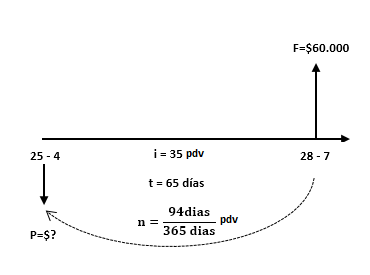 F=$60.000
25 - 4
i = 35 pdv
28 - 7
t = 65 días
n = 94dias / 365 dias pdv
P=$?